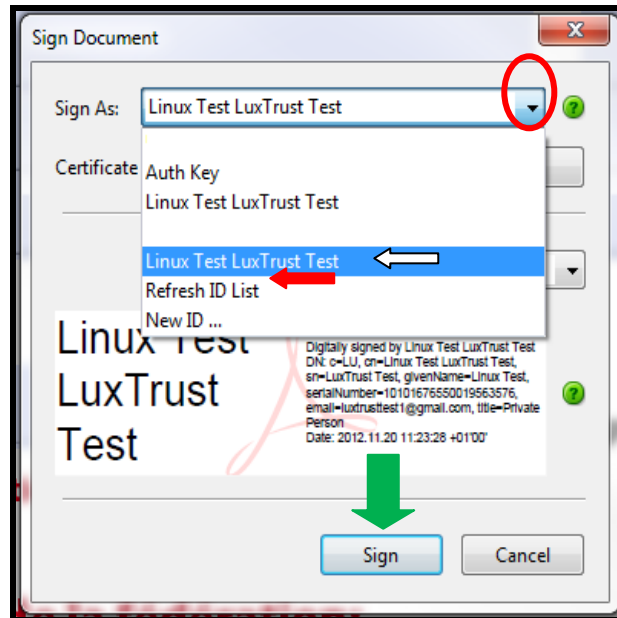 Sign Document
Sign As: Linux Test LuxTrust Test
Certificate
Auth Key
Linux Test LuxTrust Test
Linux Test LuxTrust Test
Refresh ID List
New ID ...
Linux Test
LuxTrust
Test
Digitally signed by Linux Test LuxTrust Test
DN: c=LU, cn=Linux Test LuxTrust Test,
sn=LuxTrust Test, givenName=Linux Test,
serialNumber=10101676550019563576,
email=luxtrusttest1@gmail.com, title=Private
Person
Date: 2012.11.20 11:23:28 +01'00'
Sign Cancel